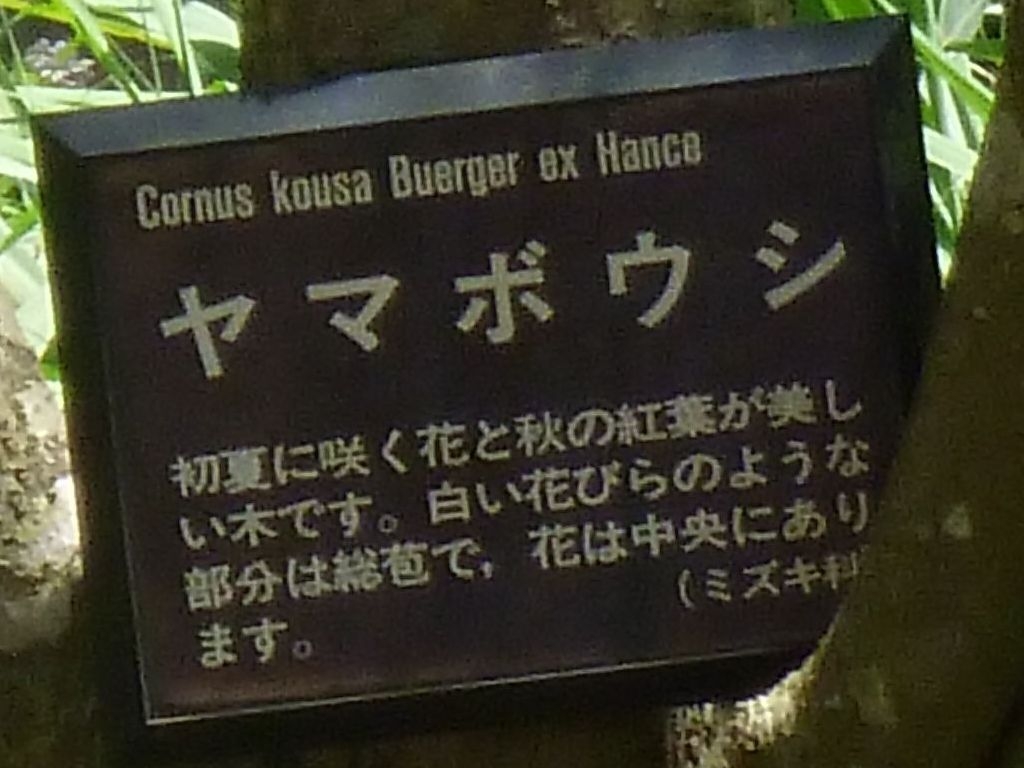 Cornus kousa Buerger ex Hance
ヤマボウシ
初夏に咲く花と秋の紅葉が美し
い木です。白い花びらのような
部分は総苞で，花は中央にあり
ます。
(ミズキ科